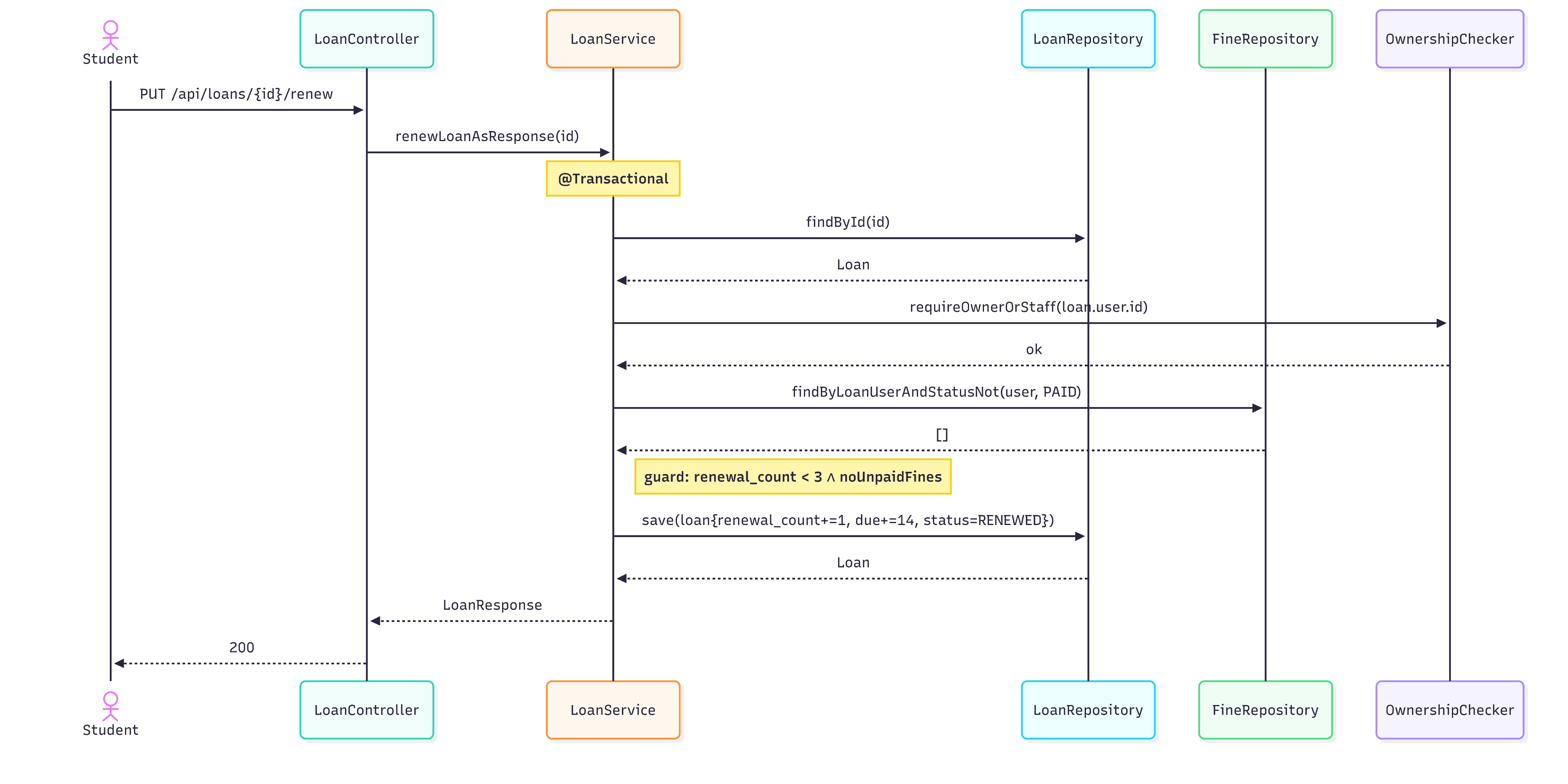 Student
LoanController
LoanService
LoanRepository
FineRepository
OwnershipChecker
PUT /api/loans/{id}/renew
renewLoanAsResponse(id)
@Transactional
findById(id)
Loan
requireOwnerOrStaff(loan.user.id)
ok
findByLoanUserAndStatusNot(user, PAID)
[]
guard: renewal_count < 3 ∧ noUnpaidFines
save(loan{renewal_count+=1, due+=14, status=RENEWED})
Loan
LoanResponse
200
Student
LoanController
LoanService
LoanRepository
FineRepository
OwnershipChecker